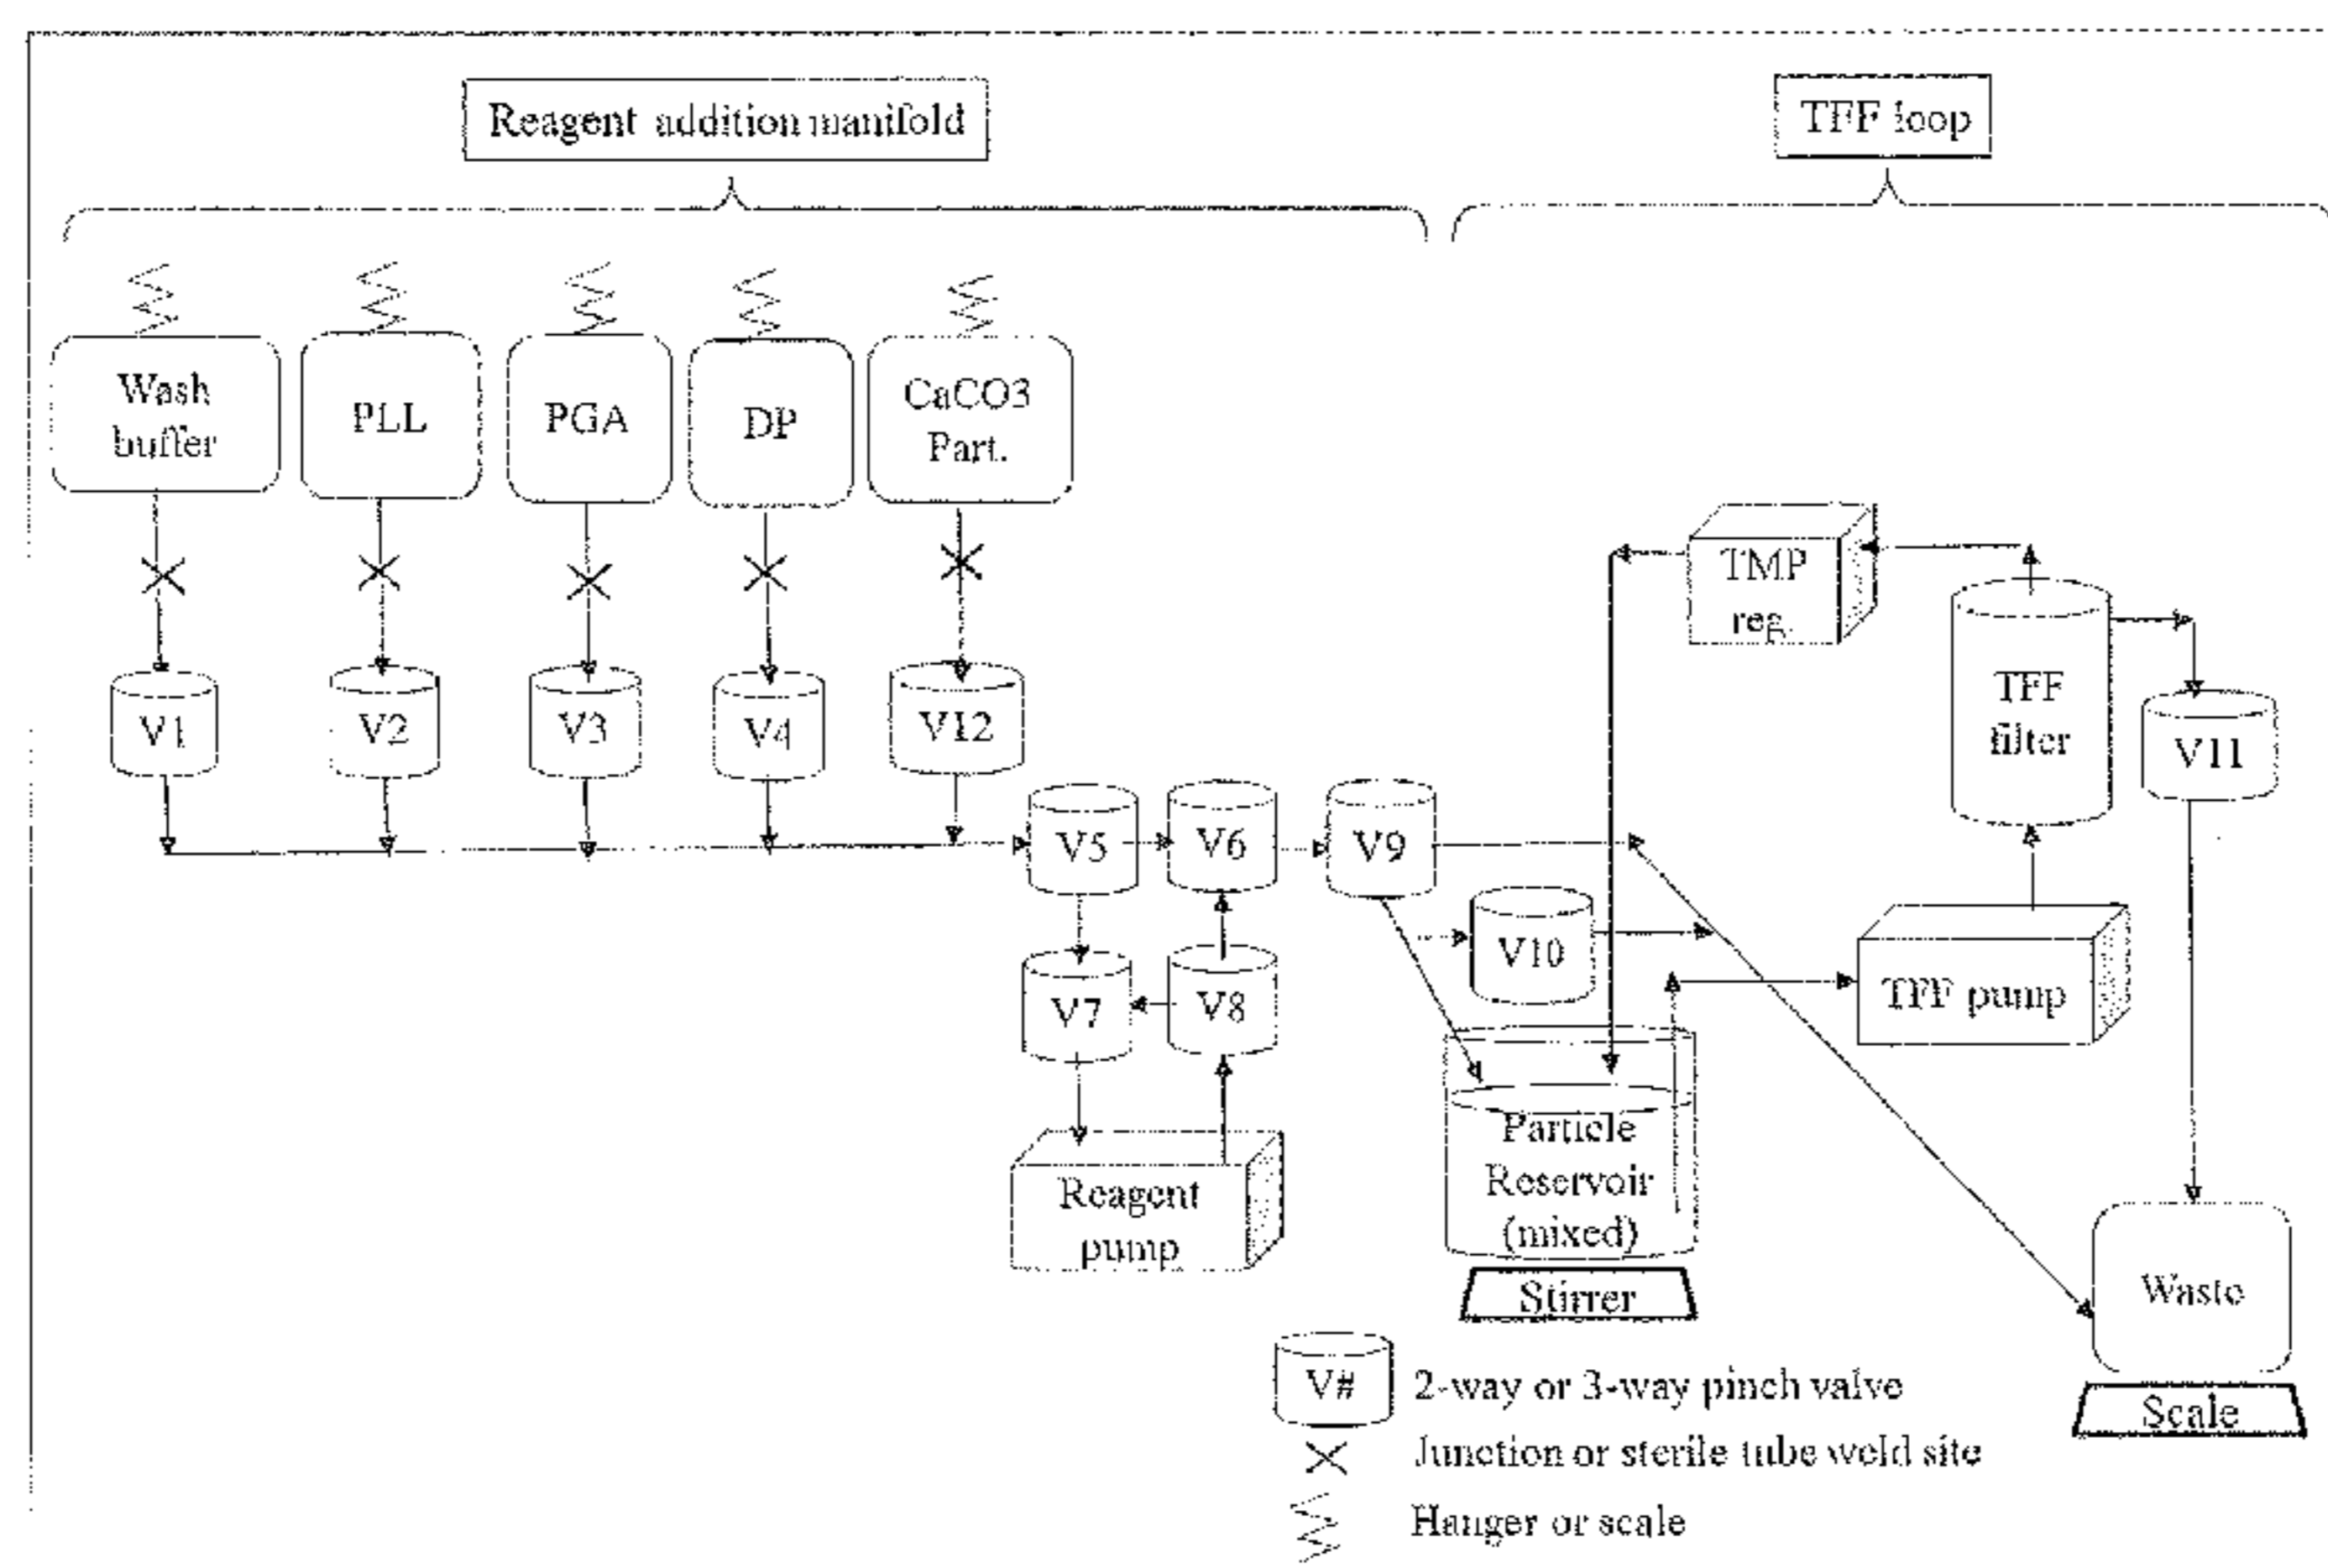 Reagent addition manifold
TFF loop
Wash
buffer
PLL
PGA
DP
CaCO3
Part.
TMP
reg.
TFF
filter
V1
V2
V3
V4
V12
V11
V5
V6
V9
V10
V7
V8
TFF pump
Particle
Reservoir
(mixed)
Reagent
pump
Stirrer
Waste
Scale
V# 2-way or 3-way pinch valve
Junction or sterile tube weld site
Hanger or scale